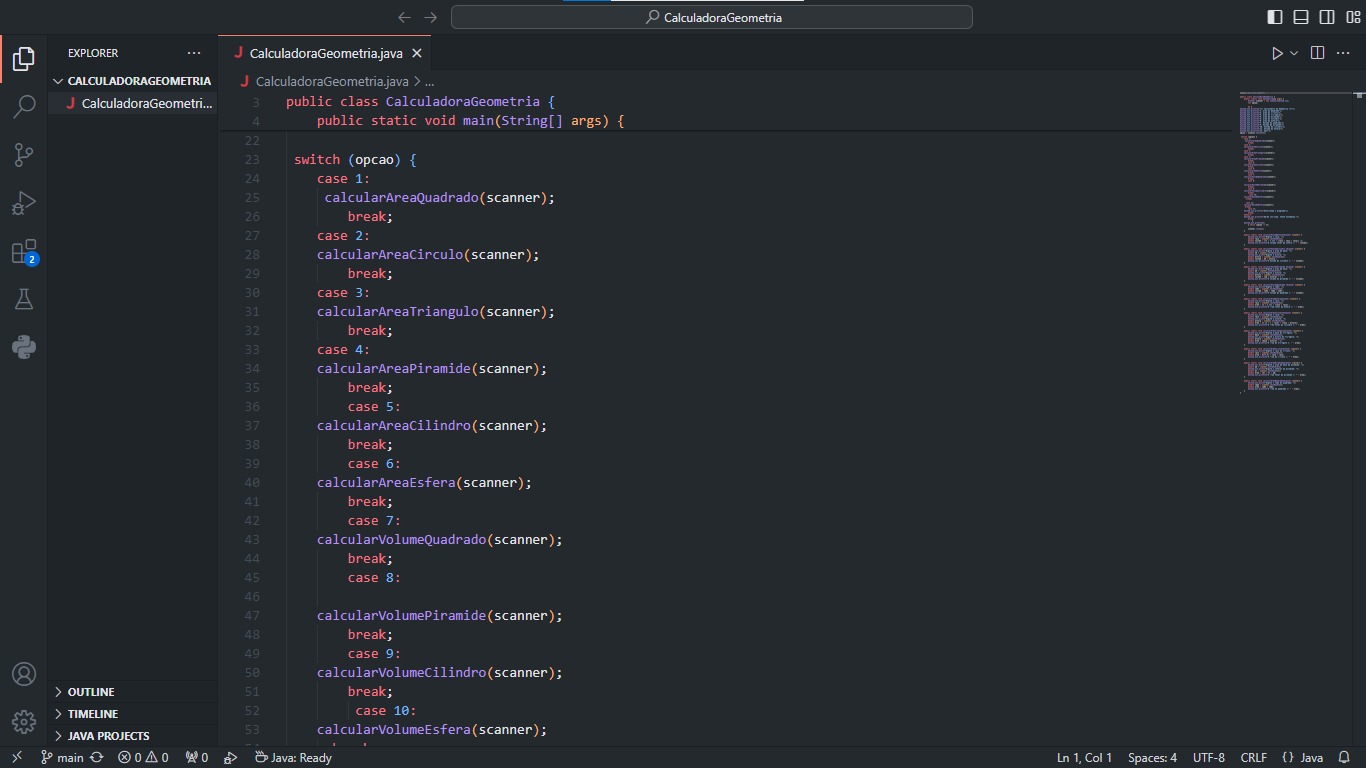 CalculadoraGeometria
EXPLORER
CalculadoraGeometria.java
CALCULADORAGEOMETRIA
CalculadoraGeometria.java > ...
CalculadoraGeometri...
3 public class CalculadoraGeometria {
4 public static void main(String[] args) {
22
23 switch (opcao) {
24 case 1:
25 calcularAreaQuadrado(scanner);
26 break;
27 case 2:
28 calcularAreaCirculo(scanner);
29 break;
30 case 3:
31 calcularAreaTriangulo(scanner);
32 break;
33 case 4:
34 calcularAreaPiramide(scanner);
35 break;
36 case 5:
37 calcularAreaCilindro(scanner);
38 break;
39 case 6:
40 calcularAreaEsfera(scanner);
41 break;
42 case 7:
43 calcularVolumeQuadrado(scanner);
44 break;
45 case 8:
46
47 calcularVolumePiramide(scanner);
48 break;
49 case 9:
50 calcularVolumeCilindro(scanner);
51 break;
52 case 10:
53 calcularVolumeEsfera(scanner);
2
OUTLINE
TIMELINE
JAVA PROJECTS
main 0 0 0 Java: Ready Ln 1, Col 1 Spaces: 4 UTF-8 CRLF {} Java